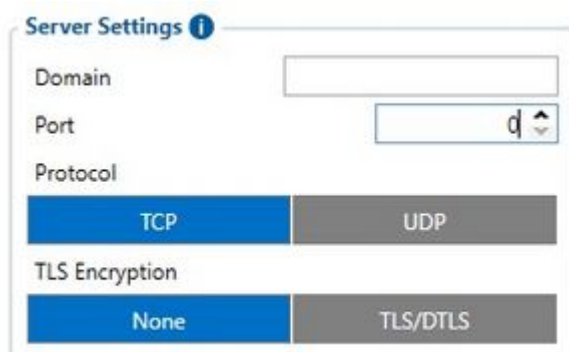 Server Settings i
Domain
Port 0
Protocol
TCP UDP
TLS Encryption
None TLS/DTLS